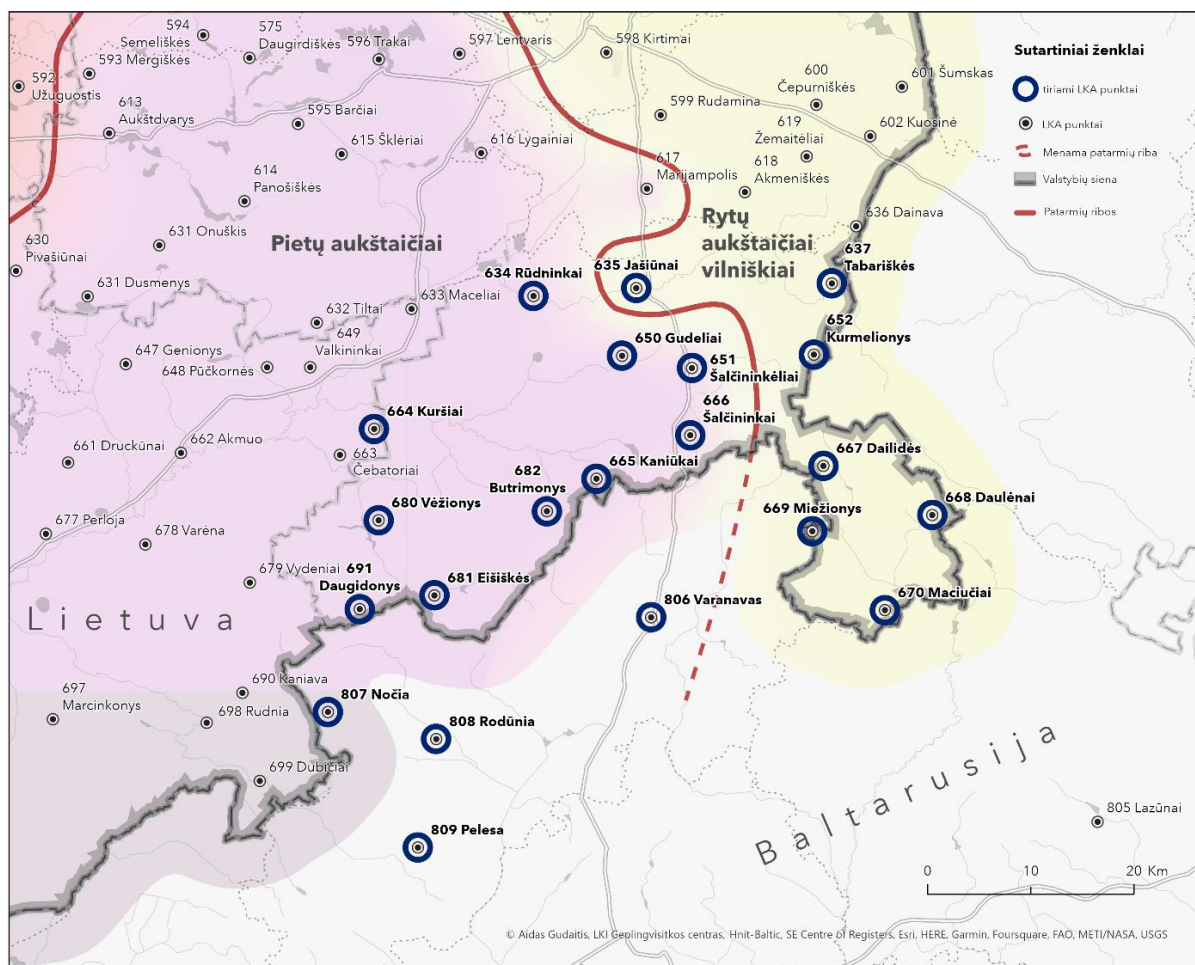 594
Semeliškės
575
Daugirdiškės
596 Trakai
597 Lentvaris
598 Kirtimai
593 Mergiškės
592
Užuguostis
613
Aukštdvarys
595 Barčiai
615 Šklėriai
616 Lygainiai
599 Rudamina
600
Čepurniškės
601 Šumskas
602 Kuosinė
619
Žemaitėliai
618
Akmeniškės
617
Marijampolis
614
Panošiškės
630
Pivašiūnai
631 Onuškis
Pietų aukštaičiai
Rytų
aukštaičiai
vilniškiai
636 Dainava
637
Tabariškės
634 Rūdninkai
635 Jašiūnai
631 Dusmenys
632 Tiltai
633 Maceliai
647 Genionys
648 Pūčkornės
649
Valkininkai
650 Gudeliai
651
Šalčininkėliai
652
Kurmelionys
666
Šalčininkai
664 Kuršiai
661 Druckūnai
662 Akmuo
663
Čebatoriai
665 Kaniūkai
667 Dailidės
668 Daulėnai
669 Miežionys
682
Butrimonys
680 Vėžionys
677 Perloja
678 Varėna
679 Vydeniai
691
Daugidonys
681 Eišiškės
806 Varanavas
670 Maciučiai
Lietuva
690 Kaniava
697
Marcinkonys
698 Rudnia
807 Nočia
808 Rodūnia
699 Dubičiai
809 Pelesa
Baltarusija
805 Lazūnai
Sutartiniai ženklai
tiriami LKA punktai
LKA punktai
Menama patarmių riba
Valstybių siena
Patarmių ribos
0 10 20 Km
© Aidas Gudaitis, LKI Geolingvisitkos centras, Hnit-Baltic, SE Centre of Registers, Esri, HERE, Garmin, Foursquare, FAO, METI/NASA, USGS